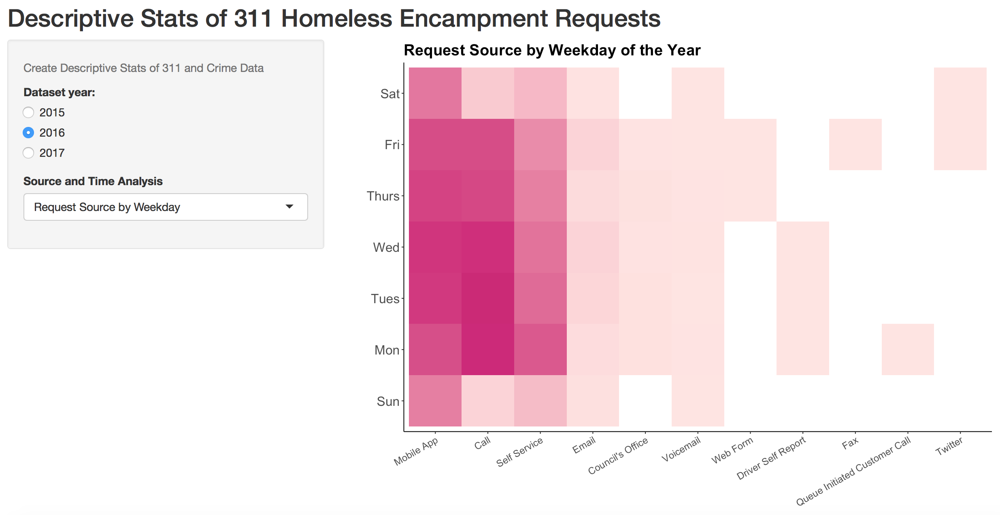 Descriptive Stats of 311 Homeless Encampment Requests
Create Descriptive Stats of 311 and Crime Data
Dataset year:
2015
2016
2017
Source and Time Analysis
Request Source by Weekday
Request Source by Weekday of the Year
Sat
Fri
Thurs
Wed
Tues
Mon
Sun
Mobile App
Call
Self Service
Email
Council's Office
Voicemail
Web Form
Driver Self Report
Fax
Queue Initiated Customer Call
Twitter